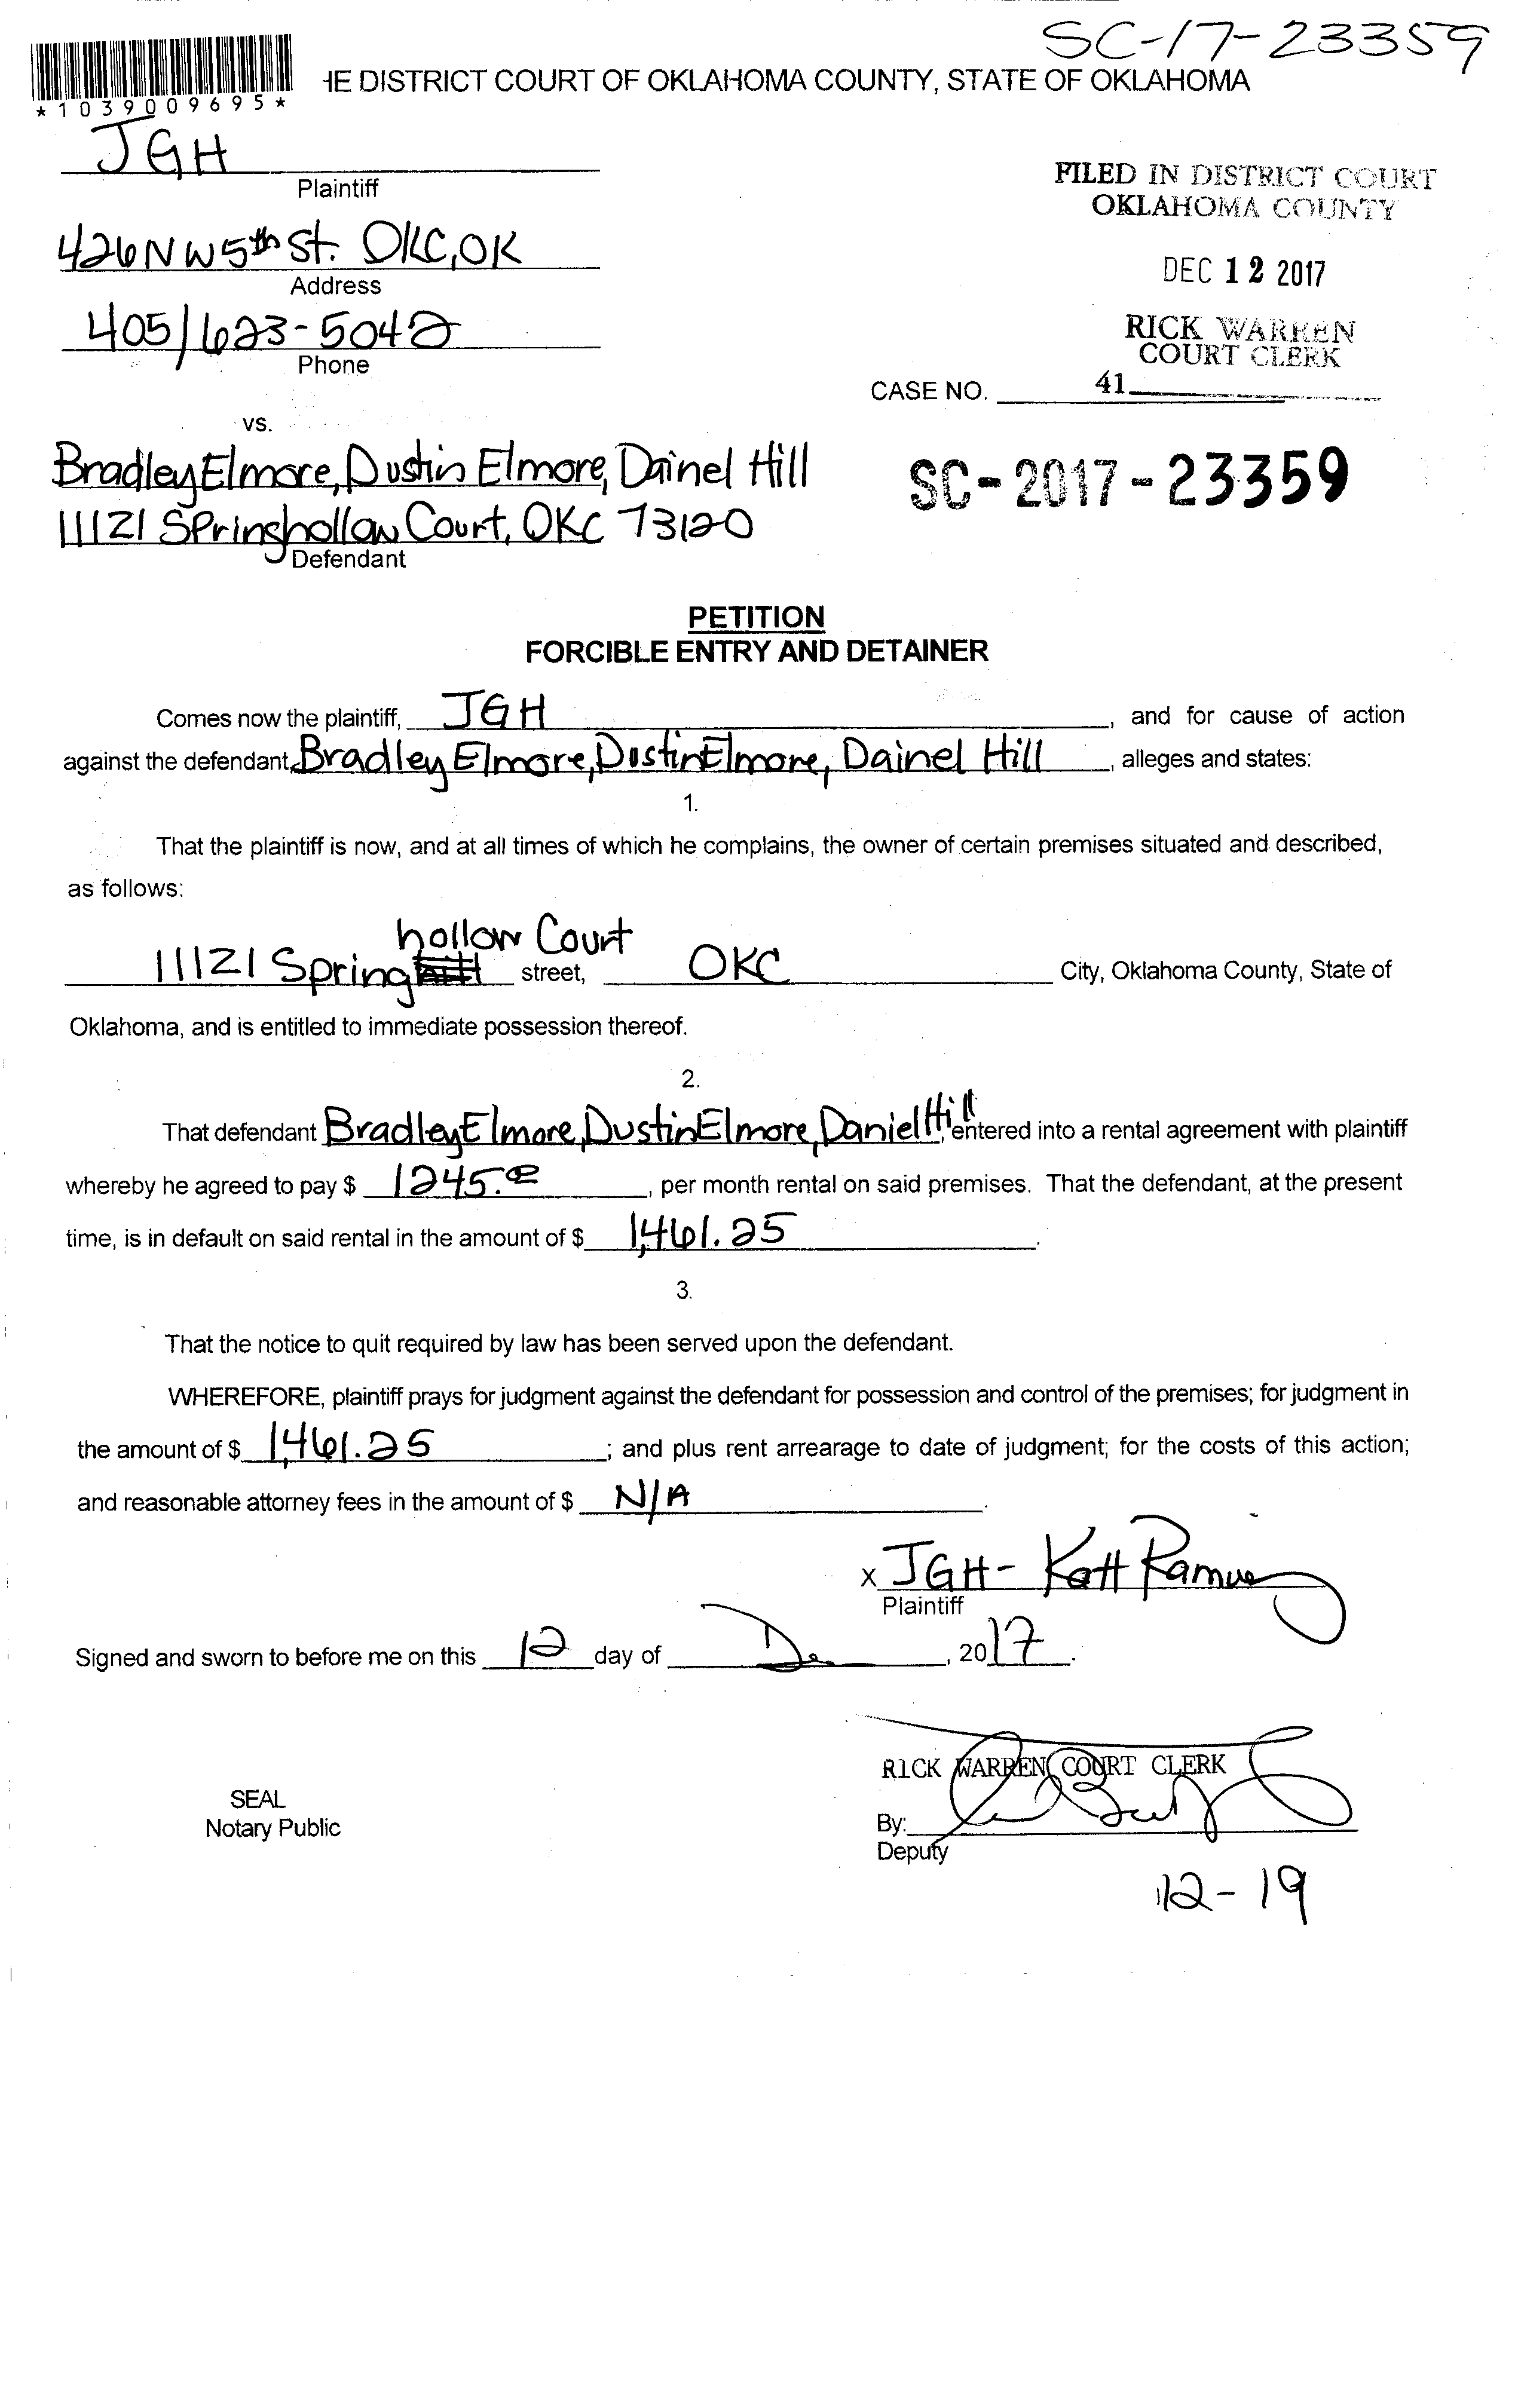 SC-17-23359
HE DISTRICT COURT OF OKLAHOMA COUNTY, STATE OF OKLAHOMA
*1039009695*
JGH
Plaintiff
FILED IN DISTRICT COURT
OKLAHOMA COUNTY
426 NW 5th St. OKC, OK
Address
DEC 12 2017
405/623-5042
Phone
RICK WARREN
COURT CLERK
CASE NO. 41
vs.
Bradley Elmore, Dustin Elmore, Dainel Hill
SC-2017-23359
11121 Springhollow Court, OKC 73120
Defendant
PETITION
FORCIBLE ENTRY AND DETAINER
Comes now the plaintiff, JGH, and for cause of action
against the defendant, Bradley Elmore, Dustin Elmore, Dainel Hill, alleges and states:
1.
That the plaintiff is now, and at all times of which he complains, the owner of certain premises situated and described,
as follows:
11121 Spring hollow Court street, OKC City, Oklahoma County, State of
Oklahoma, and is entitled to immediate possession thereof.
2.
That defendant Bradley Elmore, Dustin Elmore, Daniel Hill, entered into a rental agreement with plaintiff
whereby he agreed to pay $ 1245.00, per month rental on said premises. That the defendant, at the present
time, is in default on said rental in the amount of $ 1,461.25.
3.
That the notice to quit required by law has been served upon the defendant.
WHEREFORE, plaintiff prays for judgment against the defendant for possession and control of the premises; for judgment in
the amount of $ 1,461.25; and plus rent arrearage to date of judgment; for the costs of this action;
and reasonable attorney fees in the amount of $ N/A.
X JGH - Katt
Plaintiff
Signed and sworn to before me on this 12 day of De, 2017.
RICK WARREN COURT CLERK
SEAL
Notary Public
By:
Deputy
12-19